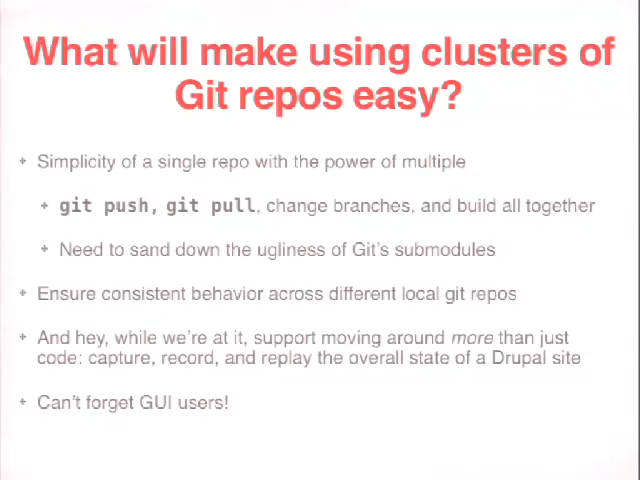 What will make using clusters of
Git repos easy?
Simplicity of a single repo with the power of multiple
git push, git pull, change branches, and build all together
Need to sand down the ugliness of Git's submodules
Ensure consistent behavior across different local git repos
And hey, while we're at it, support moving around more than just
code: capture, record, and replay the overall state of a Drupal site
Can't forget GUI users!